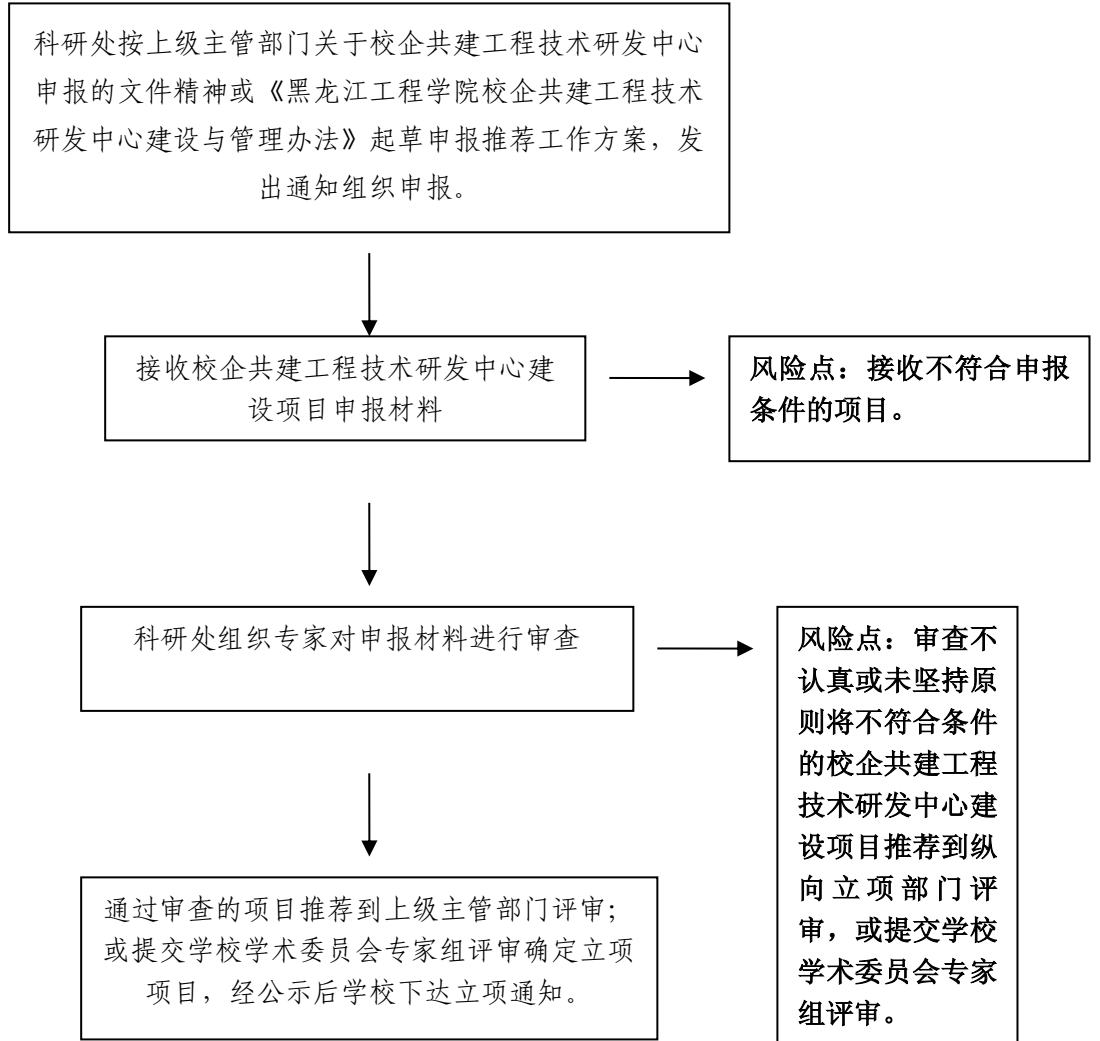 科研处按上级主管部门关于校企共建工程技术研发中心
申报的文件精神或《黑龙江工程学院校企共建工程技术
研发中心建设与管理办法》起草申报推荐工作方案，发
出通知组织申报。
接收校企共建工程技术研发中心建
设项目申报材料
风险点：接收不符合申报
条件的项目。
科研处组织专家对申报材料进行审查
风险点：审查不
认真或未坚持原
则将不符合条件
的校企共建工程
技术研发中心建
设项目推荐到纵
向立项部门评
审，或提交学校
学术委员会专家
组评审。
通过审查的项目推荐到上级主管部门评审；
或提交学校学术委员会专家组评审确定立项
项目，经公示后学校下达立项通知。